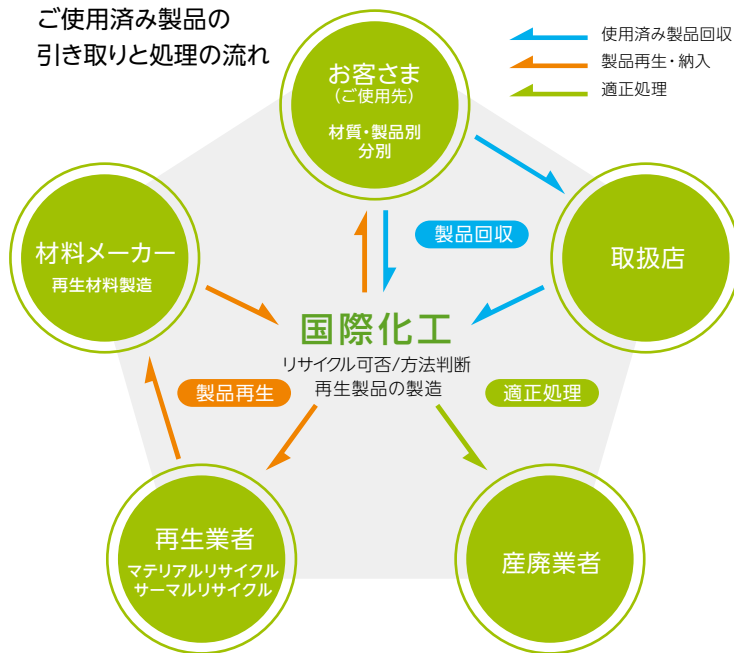 ご使用済み製品の
引き取りと処理の流れ
使用済み製品回収
製品再生・納入
適正処理
お客さま
(ご使用先)
材質・製品別
分別
材料メーカー
再生材料製造
製品回収
取扱店
国際化工
リサイクル可否/方法判断
再生製品の製造
製品再生
適正処理
再生業者
マテリアルリサイクル
サーマルリサイクル
産廃業者